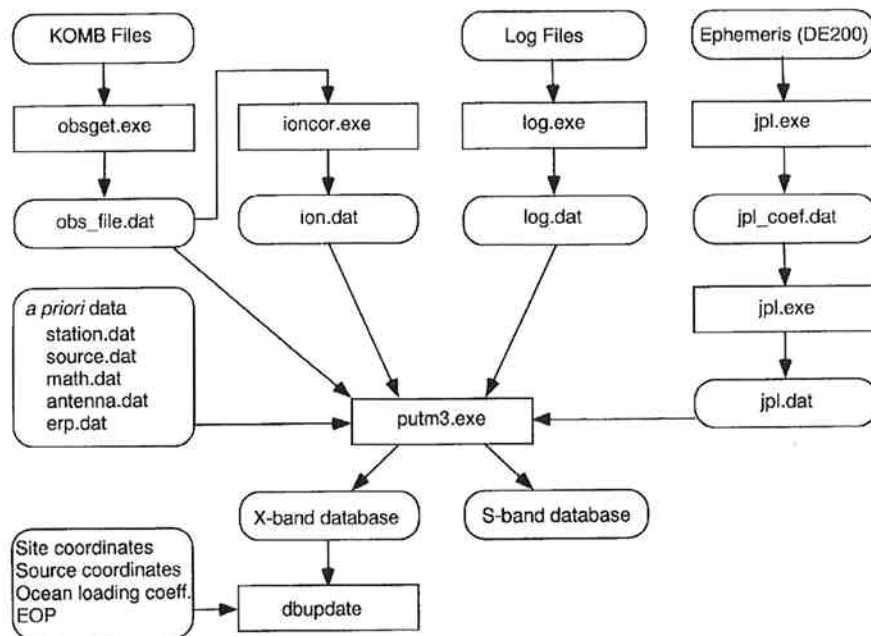 KOMB Files
Log Files
Ephemeris (DE200)
obsget.exe
ioncor.exe
log.exe
jpl.exe
obs_file.dat
ion.dat
log.dat
jpl_coef.dat
a priori data
station.dat
source.dat
math.dat
antenna.dat
erp.dat
jpl.exe
jpl.dat
putm3.exe
X-band database
S-band database
Site coordinates
Source coordinates
Ocean loading coeff.
EOP
dbupdate